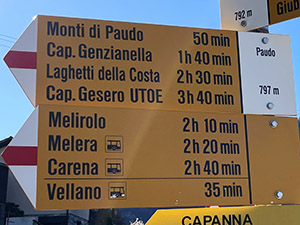 792 m
Giub
Monti di Paudo 50 min
Cap. Genzianella 1 h 40 min
Laghetti della Costa 2 h 30 min
Cap. Gesero UTOE 3 h 40 min
Paudo
797 m
Melirolo 2 h 10 min
Melera 2 h 20 min
Carena 2 h 40 min
Vellano 35 min
CAPANNA